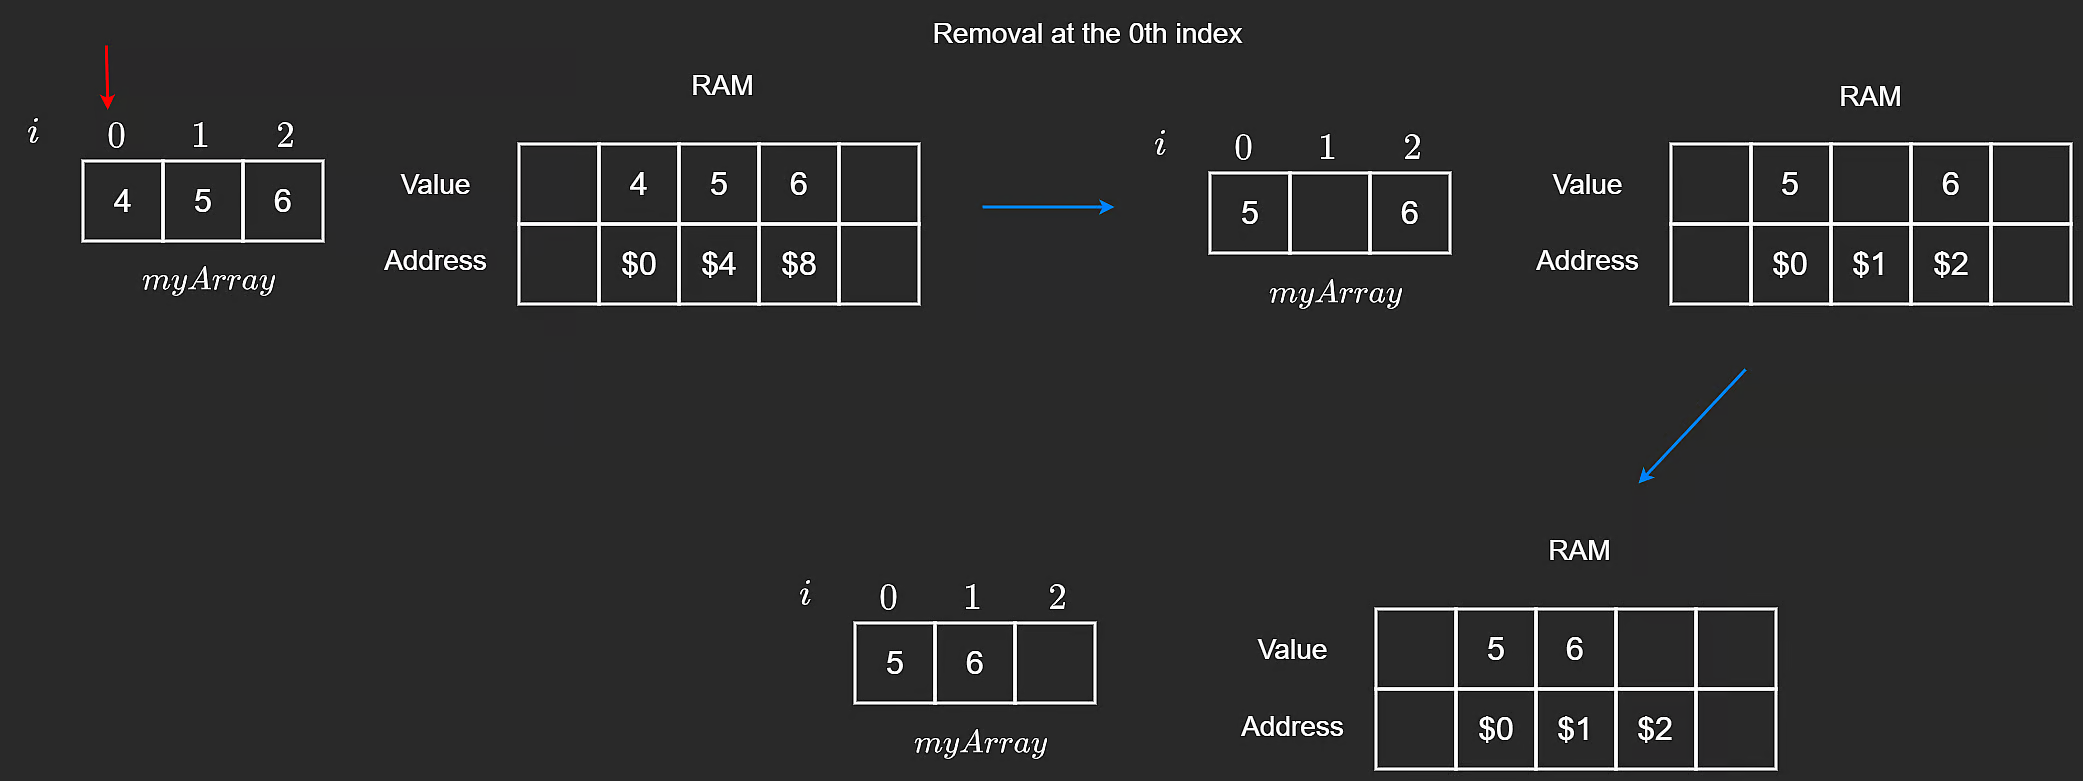 Removal at the 0th index
RAM
i 0 1 2
4 5 6
myArray
Value 4 5 6
Address $0 $4 $8
RAM
i 0 1 2
5 6
myArray
Value 5 6
Address $0 $1 $2
RAM
i 0 1 2
5 6
myArray
Value 5 6
Address $0 $1 $2